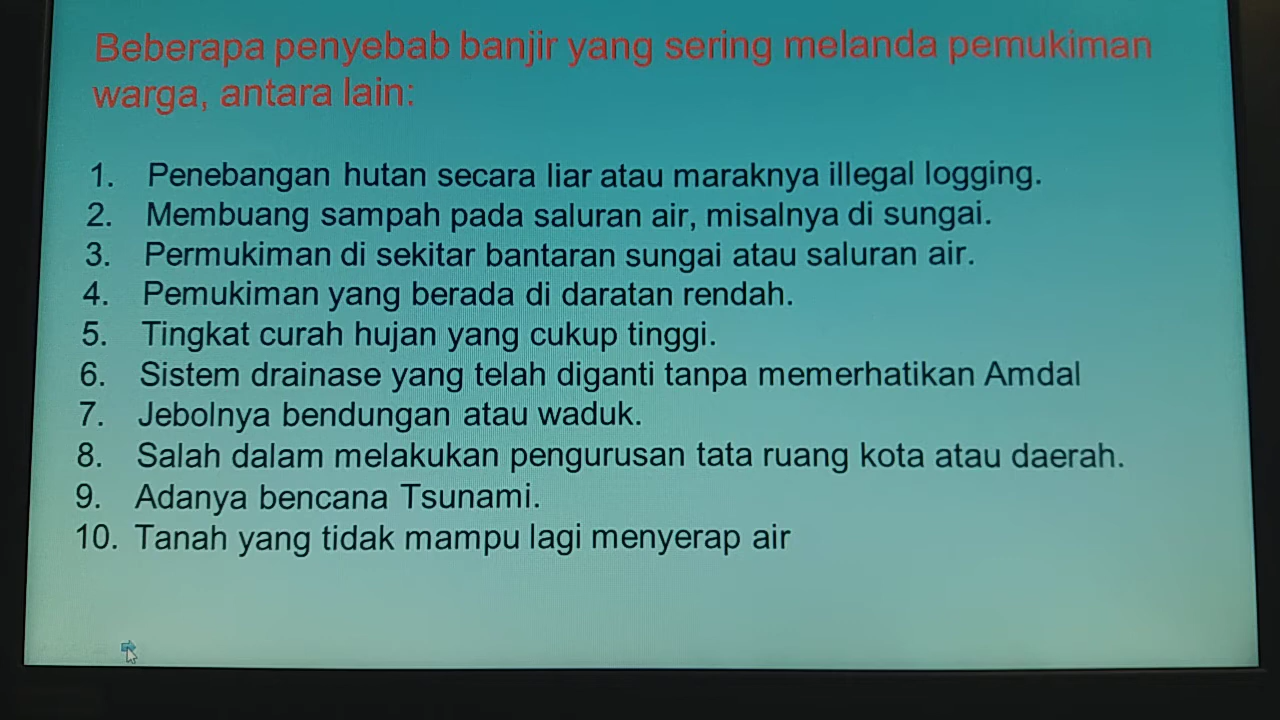 Beberapa penyebab banjir yang sering melanda pemukiman
warga, antara lain:
1. Penebangan hutan secara liar atau maraknya illegal logging.
2. Membuang sampah pada saluran air, misalnya di sungai.
3. Permukiman di sekitar bantaran sungai atau saluran air.
4. Pemukiman yang berada di daratan rendah.
5. Tingkat curah hujan yang cukup tinggi.
6. Sistem drainase yang telah diganti tanpa memerhatikan Amdal
7. Jebolnya bendungan atau waduk.
8. Salah dalam melakukan pengurusan tata ruang kota atau daerah.
9. Adanya bencana Tsunami.
10. Tanah yang tidak mampu lagi menyerap air